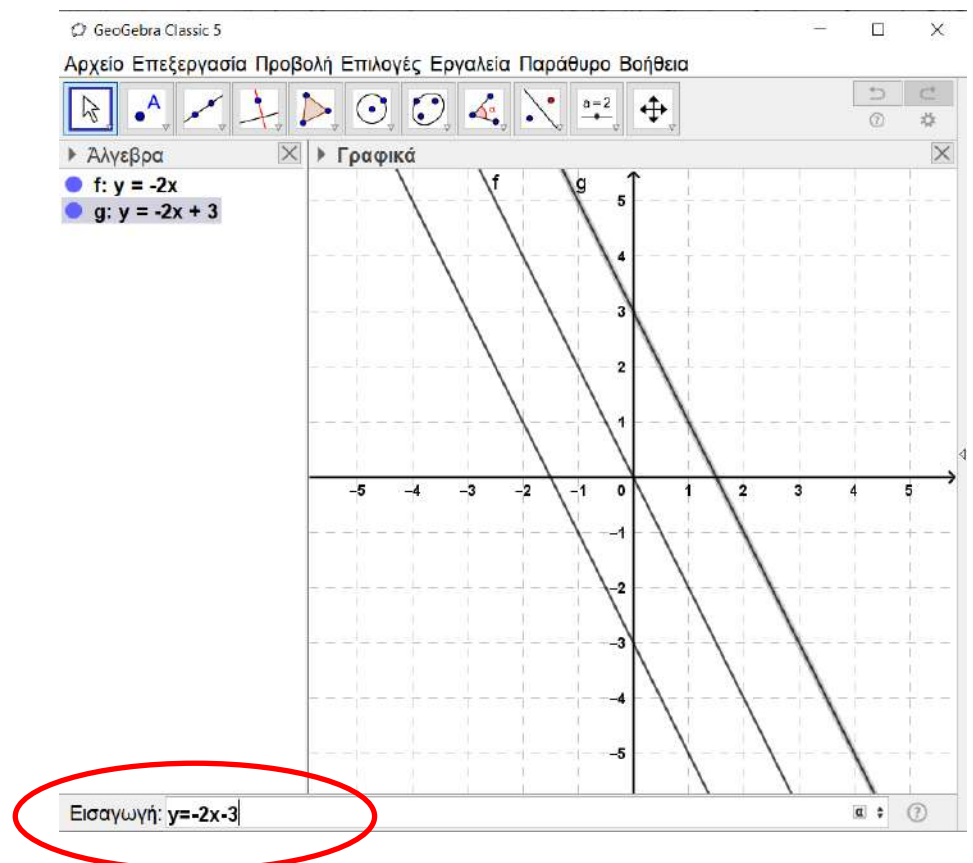 GeoGebra Classic 5
Αρχείο Επεξεργασία Προβολή Επιλογές Εργαλεία Παράθυρο Βοήθεια
A α a=2
Άλγεβρα
Γραφικά
f: y = -2x
g: y = -2x + 3
f g
5
4
3
2
1
–5 –4 –3 –2 –1 0 1 2 3 4 5
–1
–2
–3
–4
–5
Εισαγωγή: y=-2x-3 α